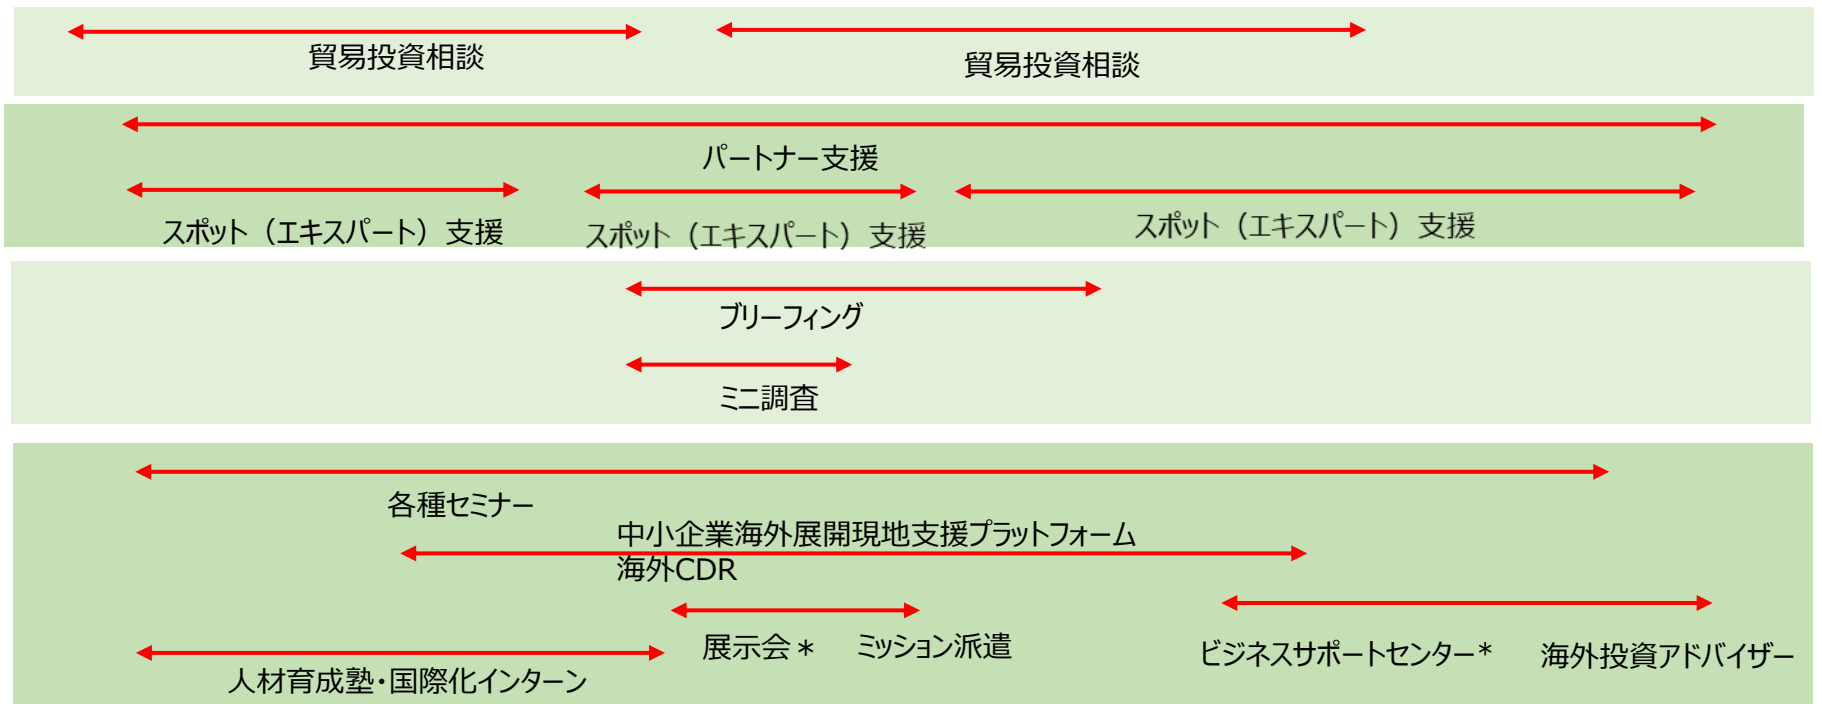 貿易投資相談
貿易投資相談
パートナー支援
スポット（エキスパート）支援
スポット（エキスパート）支援
スポット（エキスパート）支援
ブリーフィング
ミニ調査
各種セミナー
中小企業海外展開現地支援プラットフォーム
海外CDR
展示会＊
ミッション派遣
ビジネスサポートセンター*
海外投資アドバイザー
人材育成塾・国際化インターン